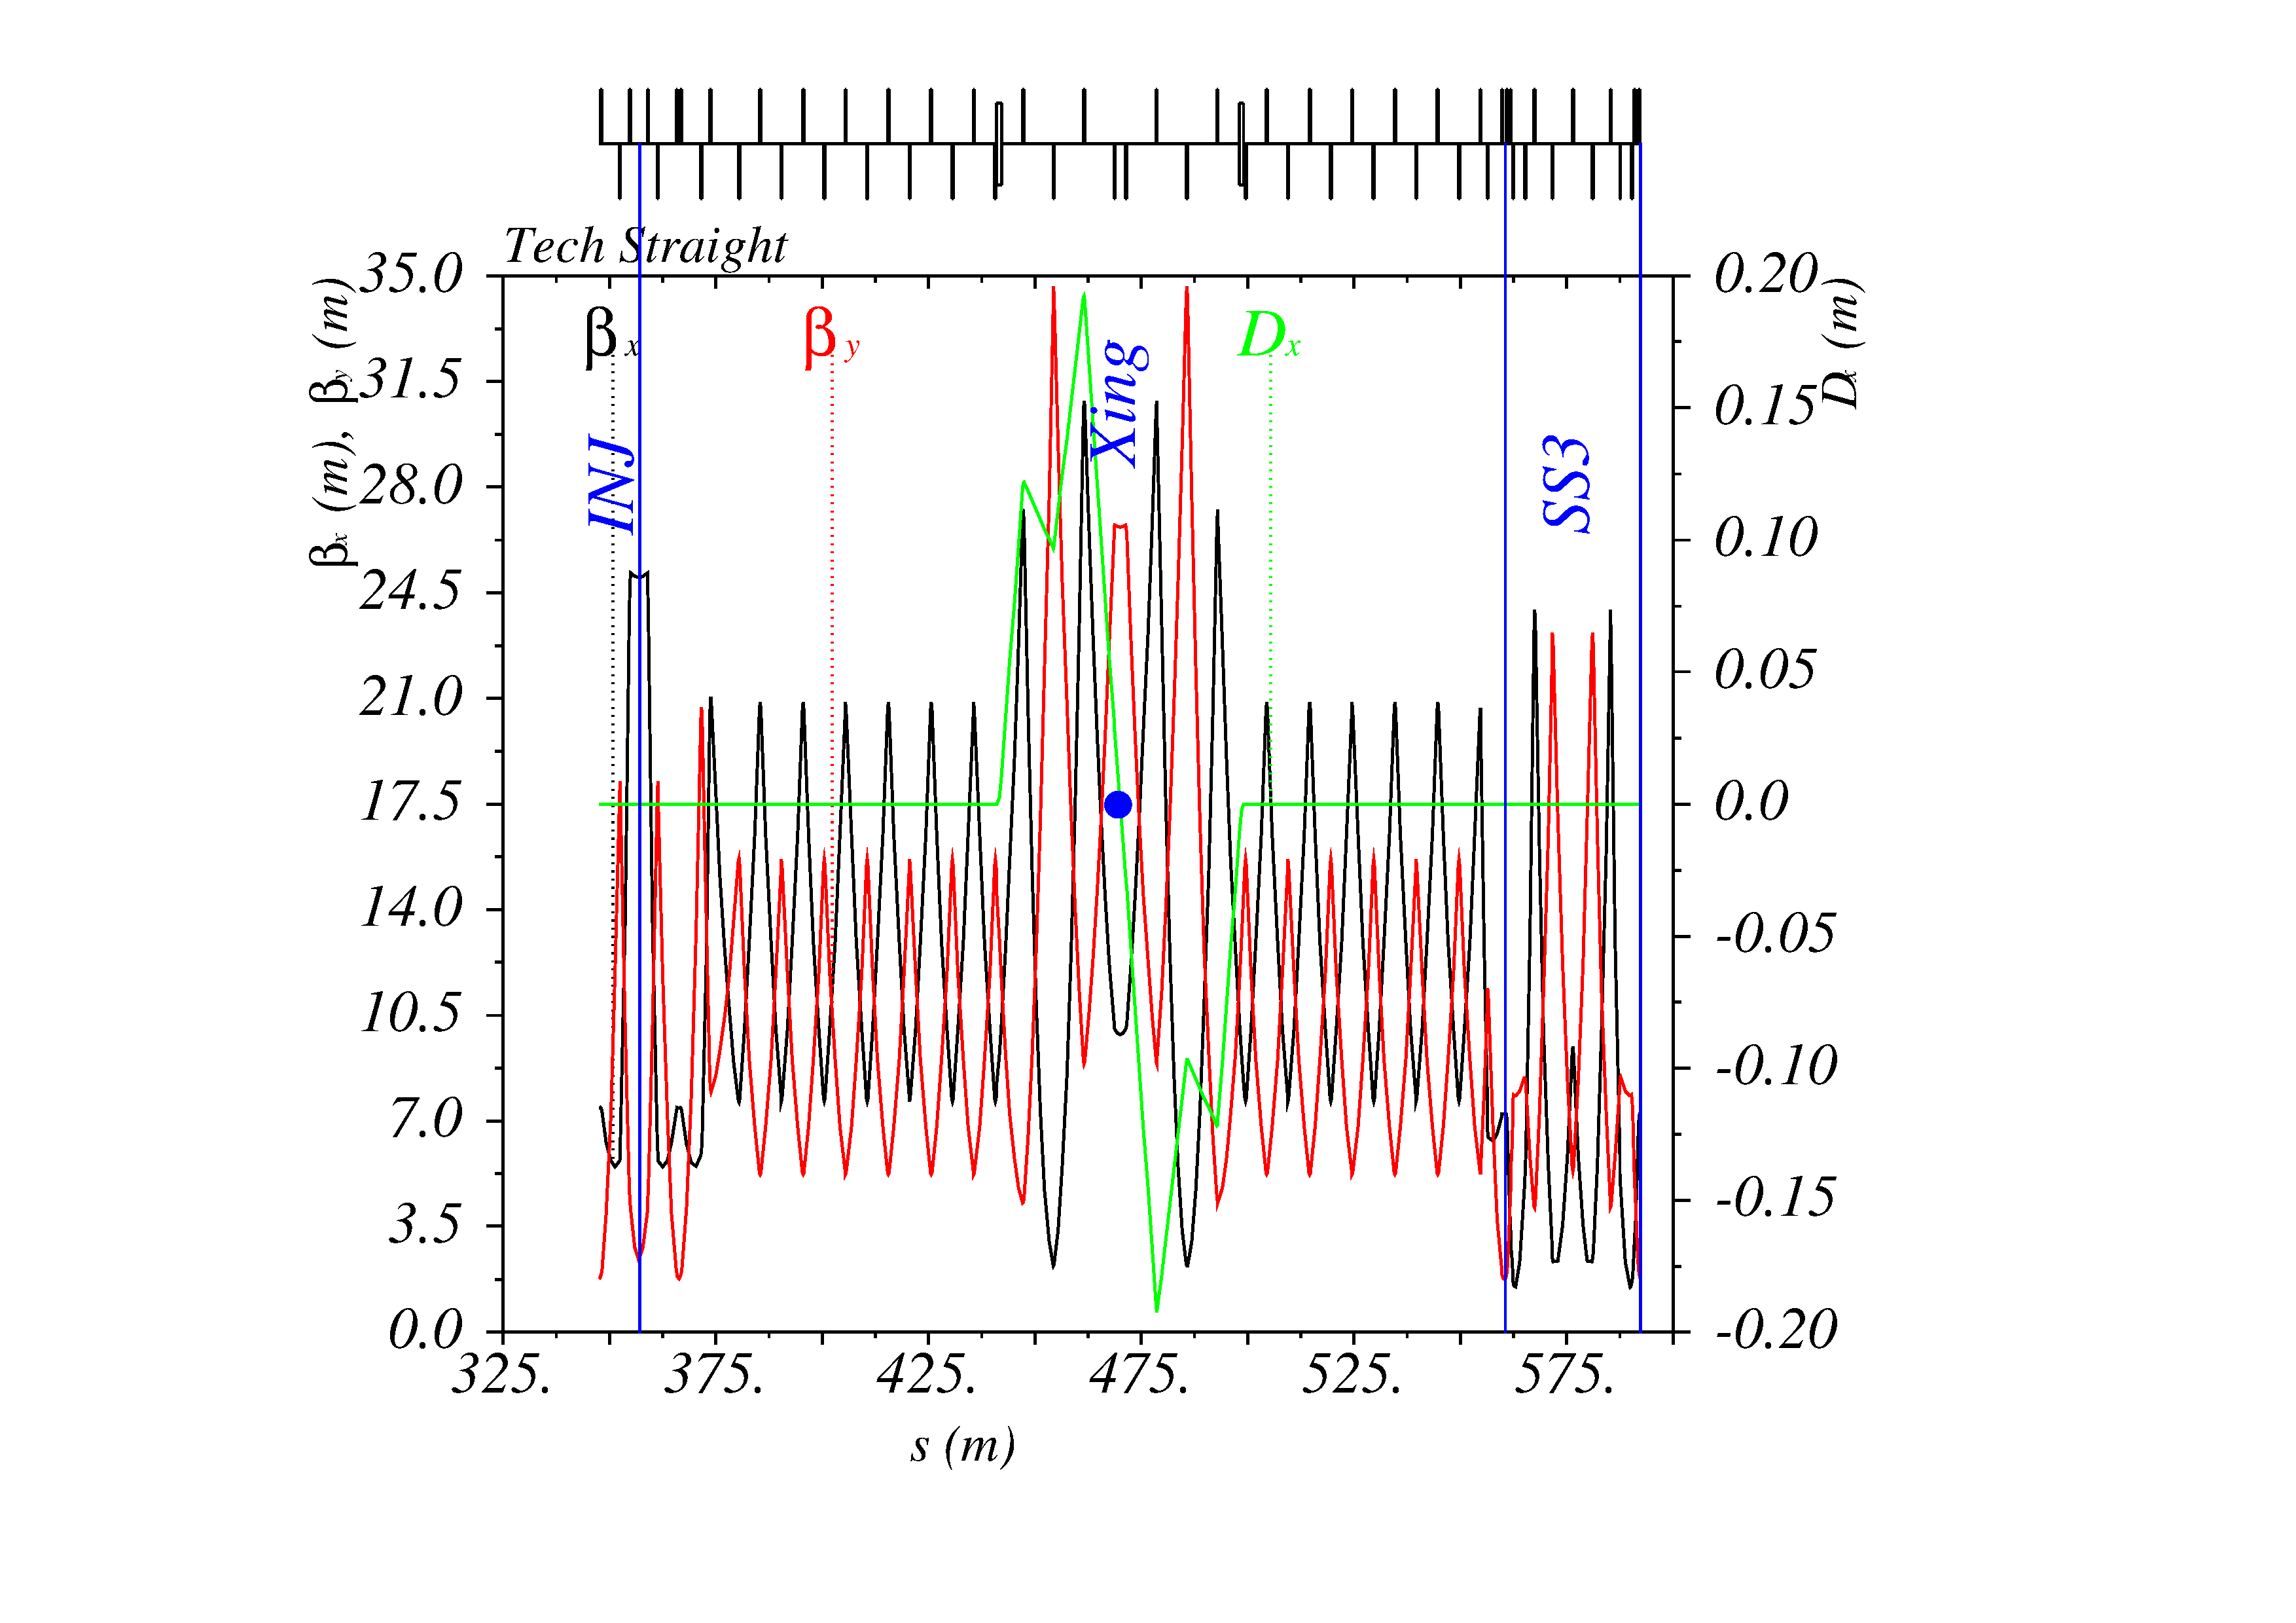 Tech Straight
βx (m), βy (m)
35.0
31.5
28.0
24.5
21.0
17.5
14.0
10.5
7.0
3.5
0.0
βx
βy
Dx
INJ
Xing
SS3
0.20
0.15
0.10
0.05
0.0
-0.05
-0.10
-0.15
-0.20
Dx (m)
325. 375. 425. 475. 525. 575.
s (m)